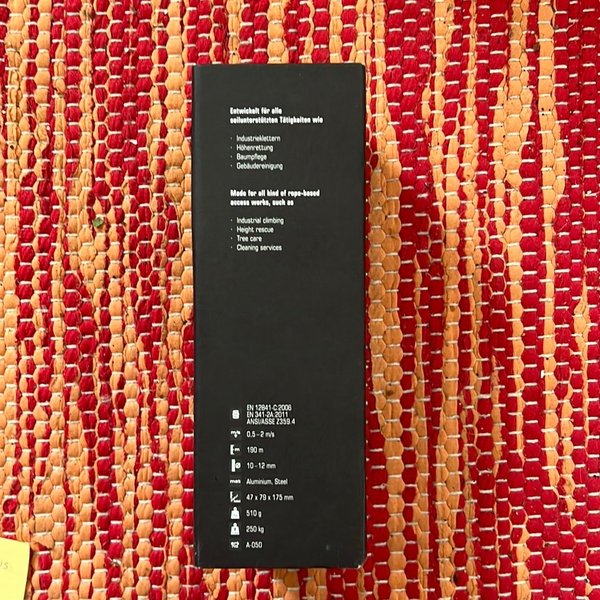 Entwickelt für alle
seilunterstützten Tätigkeiten wie
· Industrieklettern
· Höhenrettung
· Baumpflege
· Gebäudereinigung
Made for all kind of rope-based
access works, such as
· Industrial climbing
· Height rescue
· Tree care
· Cleaning services
EN 12841-C:2006
EN 341-2A:2011
ANSI/ASSE Z359.4
m/s 0,5–2 m/s
m 190 m
Ø 10–12 mm
mat Aluminium, Steel
47 x 79 x 175 mm
510 g
250 kg
A-050